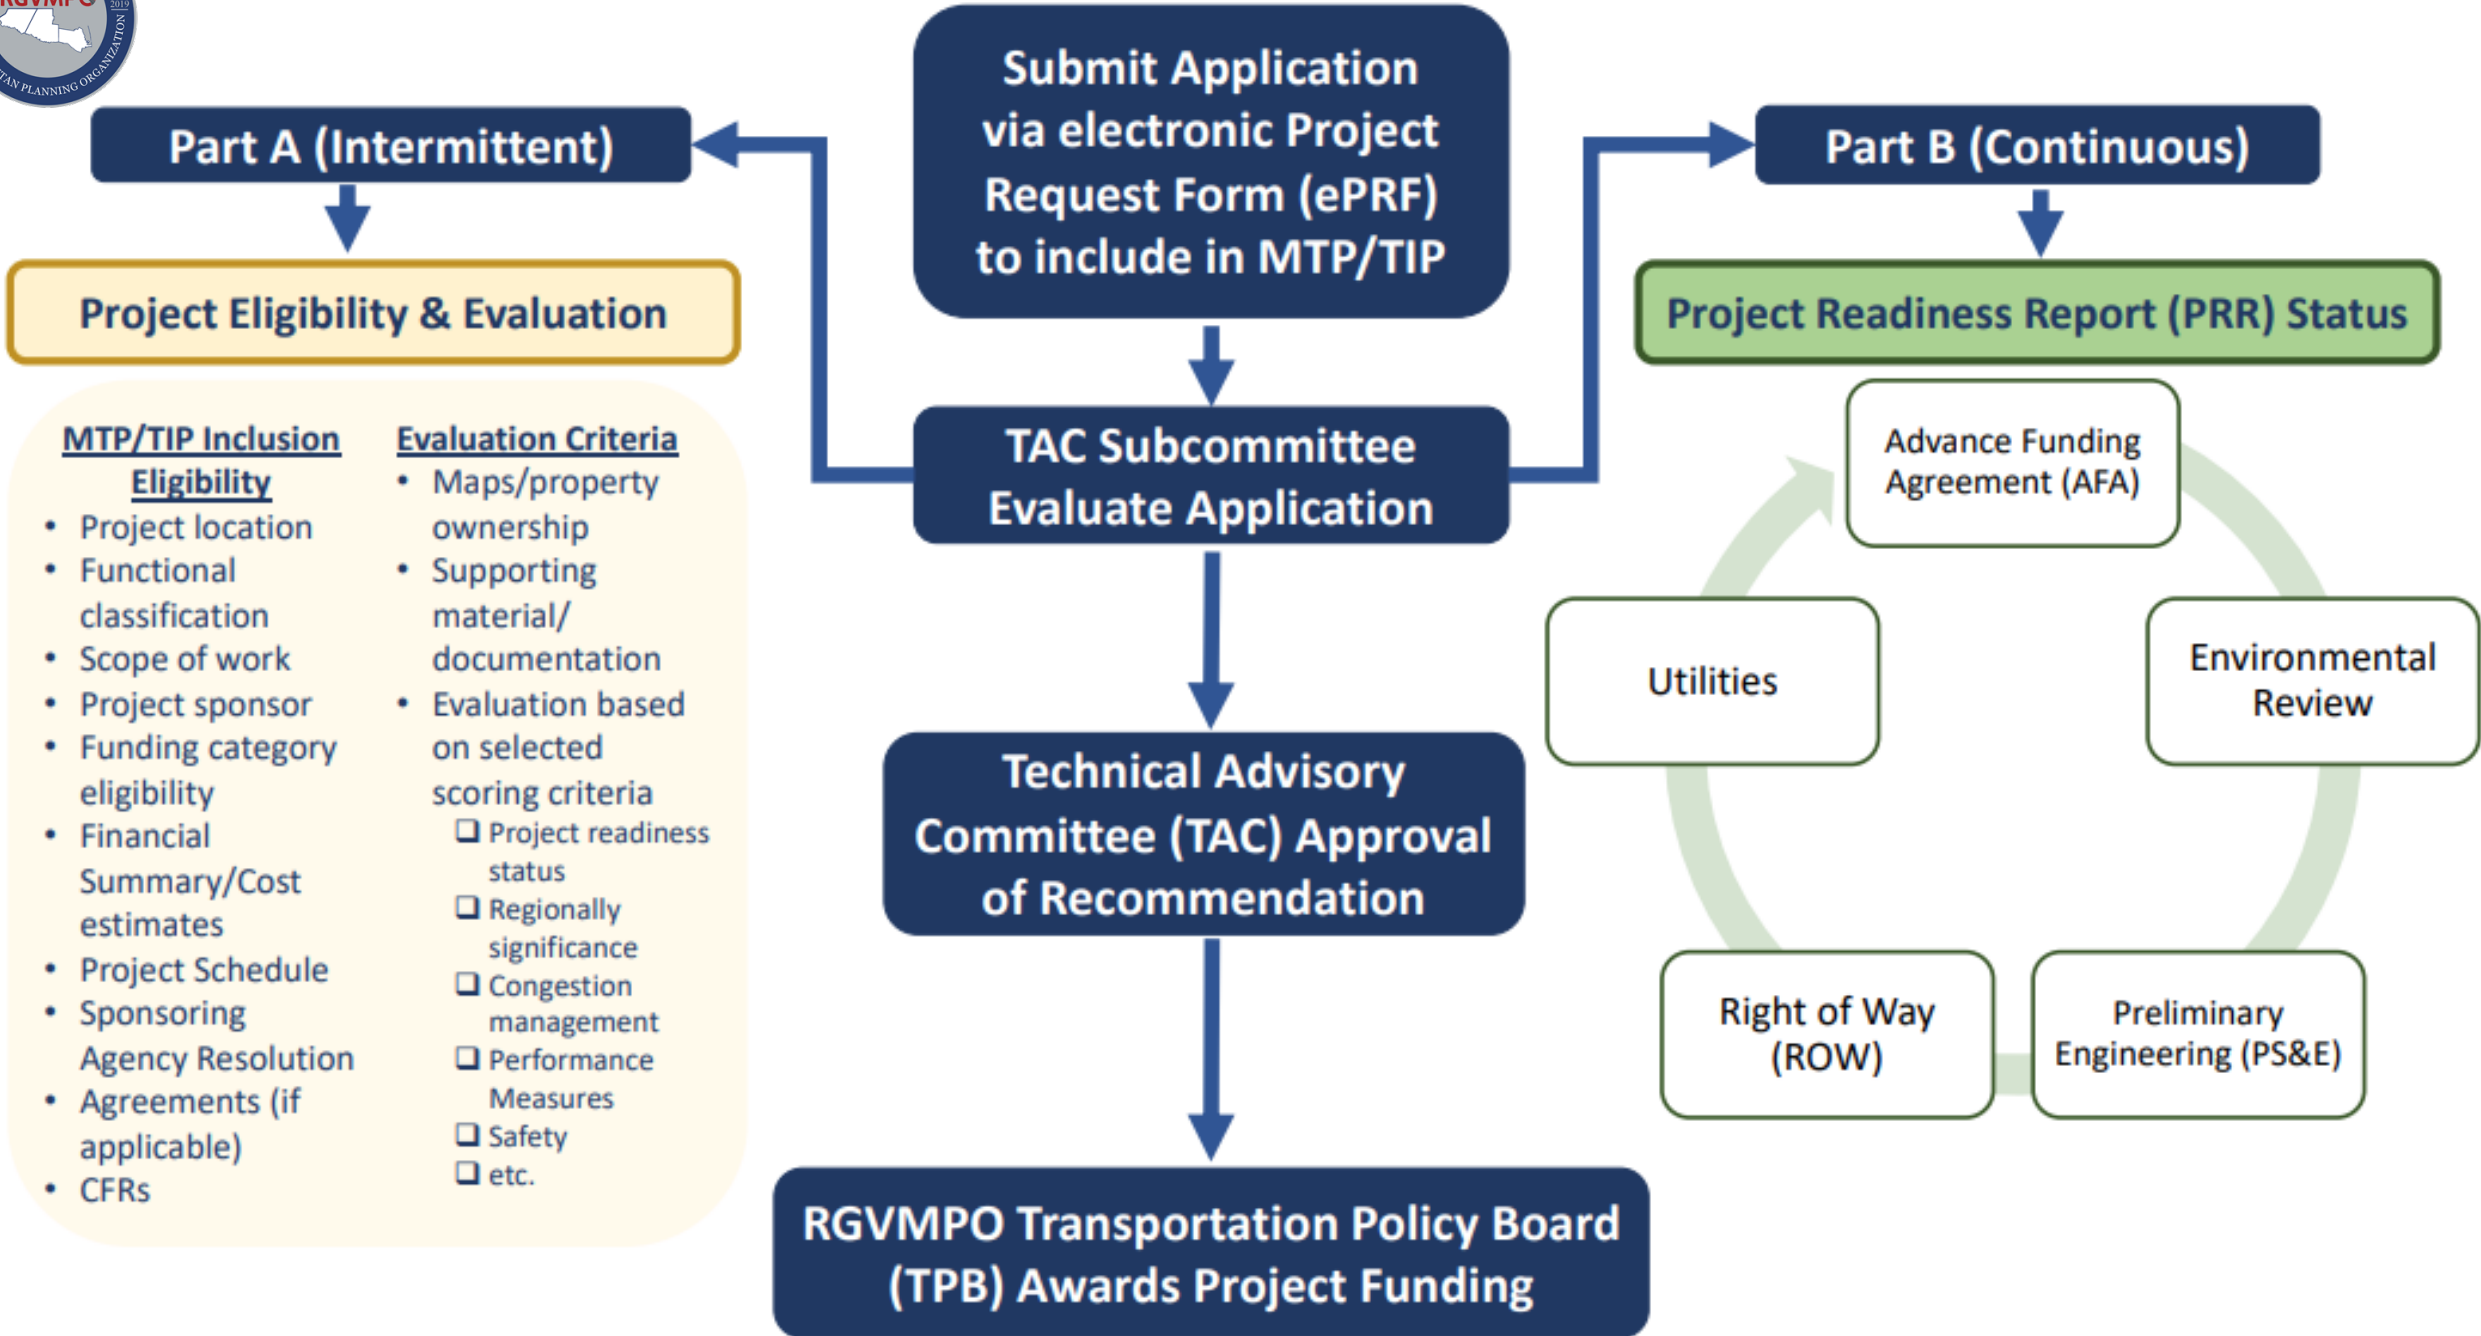 RGVMPO
2019
TAN PLANNING ORGANIZATION
Submit Application
via electronic Project
Request Form (ePRF)
to include in MTP/TIP
Part A (Intermittent)
Part B (Continuous)
Project Eligibility & Evaluation
Project Readiness Report (PRR) Status
MTP/TIP Inclusion
Eligibility
• Project location
• Functional
classification
• Scope of work
• Project sponsor
• Funding category
eligibility
• Financial
Summary/Cost
estimates
• Project Schedule
• Sponsoring
Agency Resolution
• Agreements (if
applicable)
• CFRs
Evaluation Criteria
• Maps/property
ownership
• Supporting
material/
documentation
• Evaluation based
on selected
scoring criteria
❑ Project readiness
status
❑ Regionally
significance
❑ Congestion
management
❑ Performance
Measures
❑ Safety
❑ etc.
TAC Subcommittee
Evaluate Application
Technical Advisory
Committee (TAC) Approval
of Recommendation
RGVMPO Transportation Policy Board
(TPB) Awards Project Funding
Advance Funding
Agreement (AFA)
Environmental
Review
Preliminary
Engineering (PS&E)
Right of Way
(ROW)
Utilities